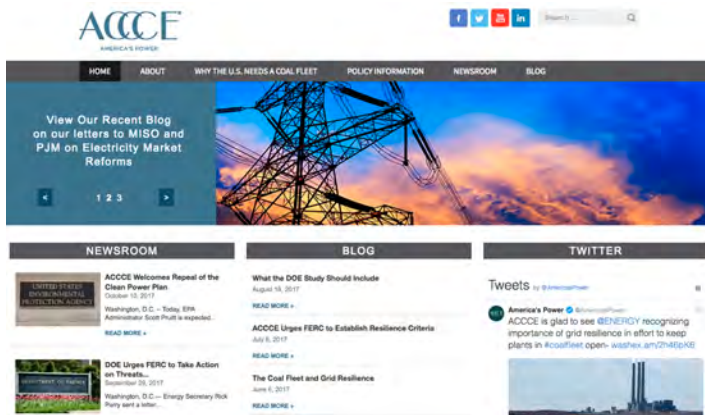 ACCCE
AMERICA'S POWER
Search ...
HOME ABOUT WHY THE U.S. NEEDS A COAL FLEET POLICY INFORMATION NEWSROOM BLOG
View Our Recent Blog
on our letters to MISO and
PJM on Electricity Market
Reforms
1 2 3
NEWSROOM
UNITED STATES
ENVIRONMENTAL
PROTECTION AGENCY
ACCCE Welcomes Repeal of the
Clean Power Plan
October 10, 2017
Washington, D.C. – Today, EPA
Administrator Scott Pruitt is expected..
READ MORE »
DOE Urges FERC to Take Action
on Threats...
September 29, 2017
Washington, D.C.— Energy Secretary Rick
Perry sent a letter...
BLOG
What the DOE Study Should Include
August 18, 2017
READ MORE »
ACCCE Urges FERC to Establish Resilience Criteria
July 6, 2017
READ MORE »
The Coal Fleet and Grid Resilience
June 6, 2017
READ MORE »
TWITTER
Tweets by @AmericasPower
America's Power @AmericasPower
ACCCE is glad to see @ENERGY recognizing
importance of grid resilience in effort to keep
plants in #coalfleet open-